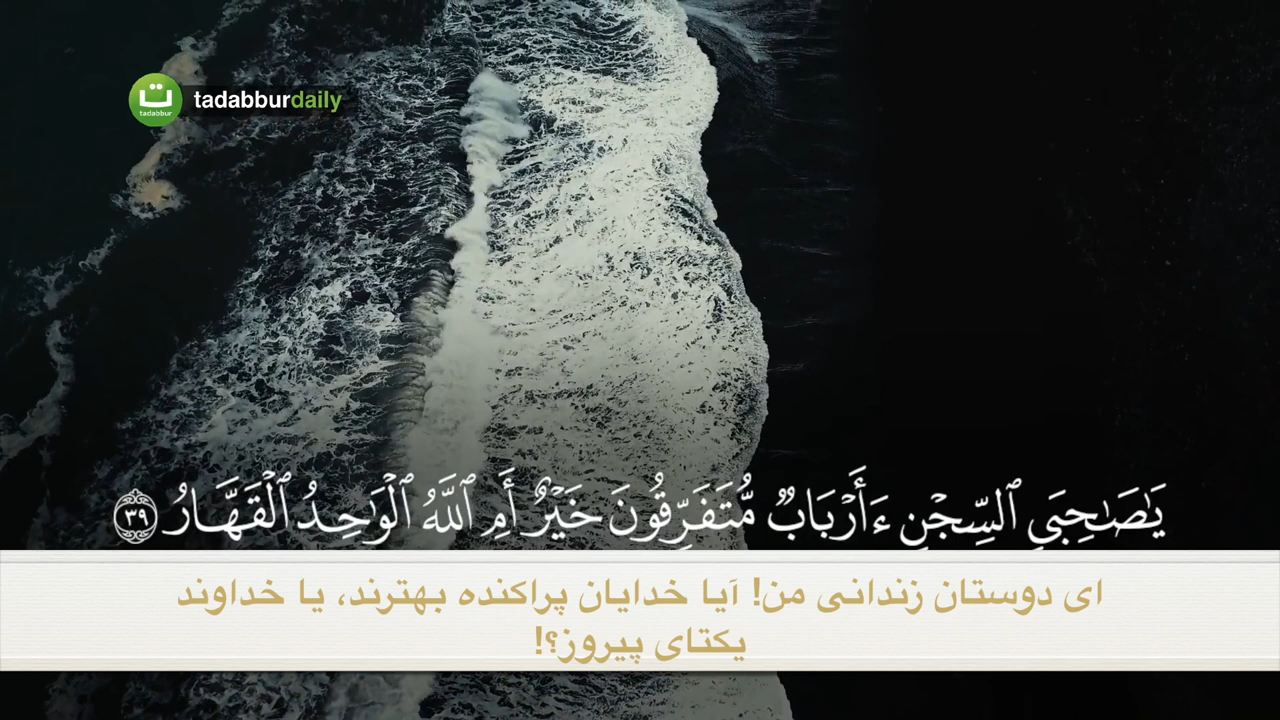 ت
tadabbur
tadabburdaily
يَـٰصَـٰحِبَىِ ٱلسِّجْنِ ءَأَرْبَابٌ مُّتَفَرِّقُونَ خَيْرٌ أَمِ ٱللَّهُ ٱلْوَٰحِدُ ٱلْقَهَّارُ ٣٩
ای دوستان زندانی من! آیا خدایان پراکنده بهترند، یا خداوند
یکتای پیروز؟!